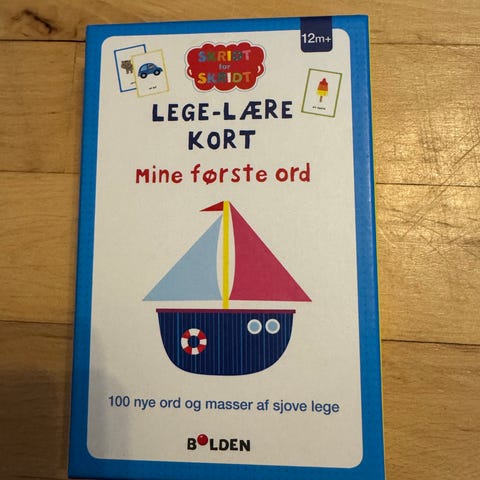 12m+
SKRIDT
for
SKRIDT
LEGE-LÆRE
KORT
Mine første ord
100 nye ord og masser af sjove lege
BOLDEN